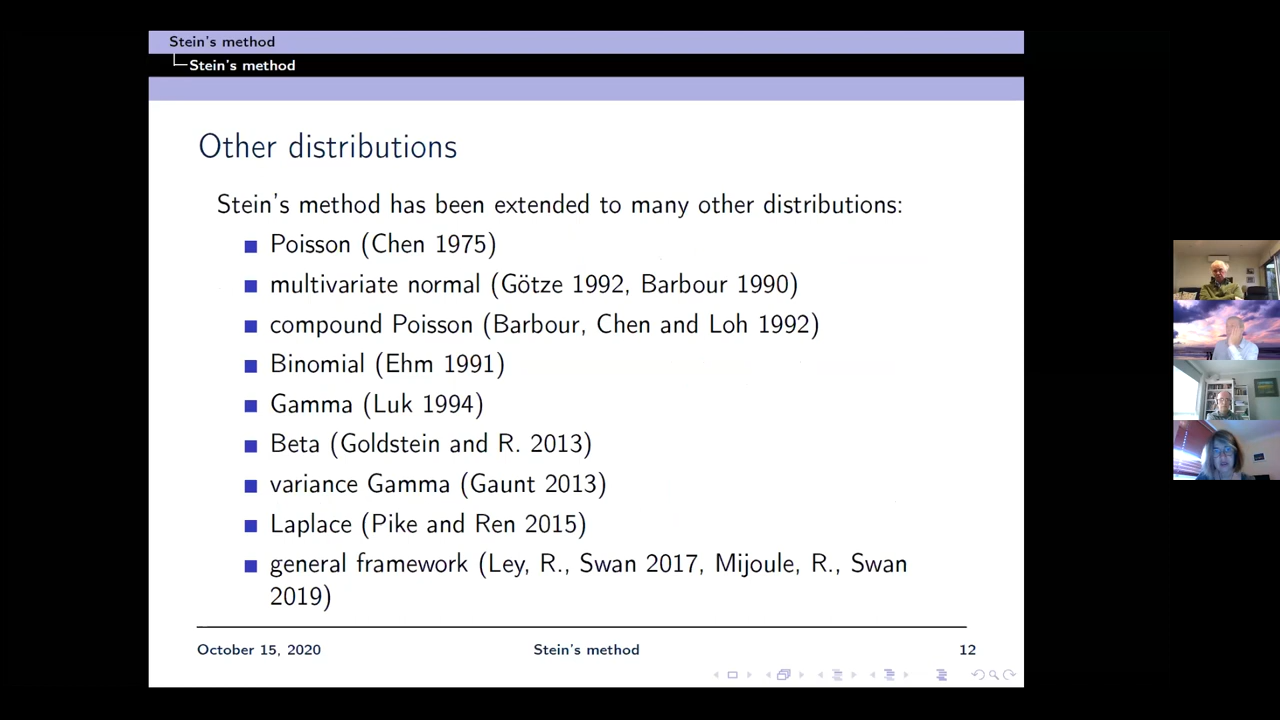 Stein's method
Stein's method
Other distributions
Stein's method has been extended to many other distributions:
Poisson (Chen 1975)
multivariate normal (Götze 1992, Barbour 1990)
compound Poisson (Barbour, Chen and Loh 1992)
Binomial (Ehm 1991)
Gamma (Luk 1994)
Beta (Goldstein and R. 2013)
variance Gamma (Gaunt 2013)
Laplace (Pike and Ren 2015)
general framework (Ley, R., Swan 2017, Mijoule, R., Swan
2019)
October 15, 2020 Stein's method 12